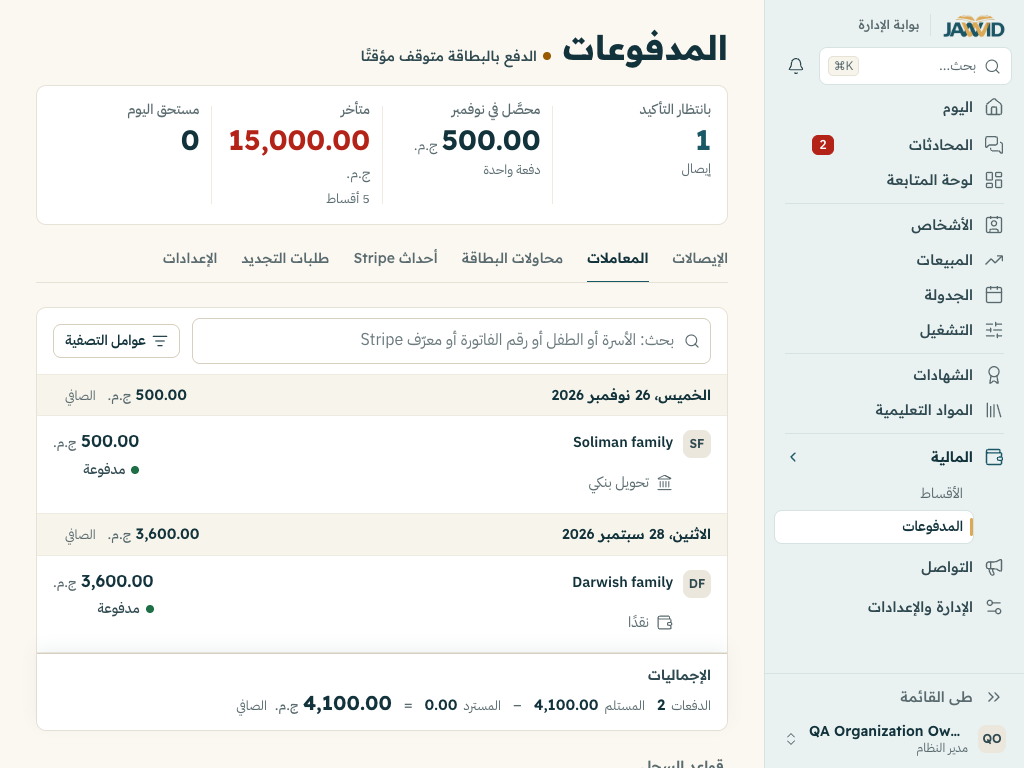 JAWID
بوابة الإدارة
بحث...
⌘K
اليوم
المحادثات
2
لوحة المتابعة
الأشخاص
المبيعات
الجدولة
التشغيل
الشهادات
المواد التعليمية
المالية
الأقساط
المدفوعات
التواصل
الإدارة والإعدادات
طي القائمة
QO
QA Organization Ow...
مدير النظام
المدفوعات
الدفع بالبطاقة متوقف مؤقتًا
بانتظار التأكيد
1
إيصال
محصَّل في نوفمبر
500.00 ج.م.
دفعة واحدة
متأخر
15,000.00
ج.م.
5 أقساط
مستحق اليوم
0
الإيصالات
المعاملات
محاولات البطاقة
أحداث Stripe
طلبات التجديد
الإعدادات
بحث: الأسرة أو الطفل أو رقم الفاتورة أو معرّف Stripe
عوامل التصفية
الخميس، 26 نوفمبر 2026
500.00 ج.م. الصافي
SF
Soliman family
500.00 ج.م.
تحويل بنكي
مدفوعة
الاثنين، 28 سبتمبر 2026
3,600.00 ج.م. الصافي
DF
Darwish family
3,600.00 ج.م.
نقدًا
مدفوعة
الإجماليات
الدفعات 2 المستلم 4,100.00 − المسترد 0.00 = 4,100.00 ج.م. الصافي
قواعد السجل